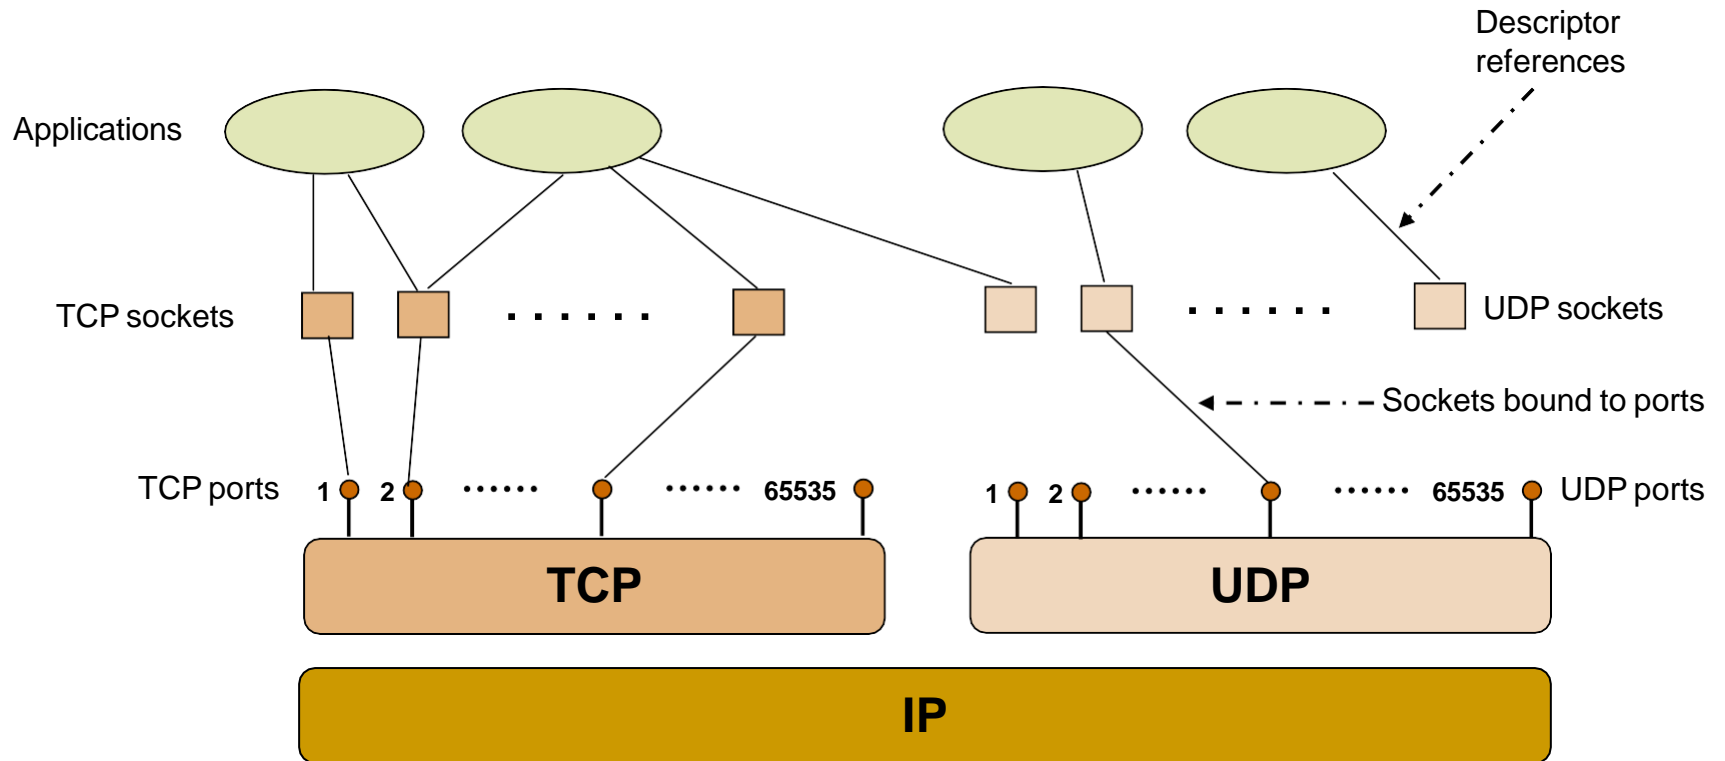 Descriptor
references
Applications
TCP sockets
· · · · · ·
· · · · · ·
UDP sockets
Sockets bound to ports
TCP ports
1
2
······
······
65535
1
2
······
······
65535
UDP ports
TCP
UDP
IP